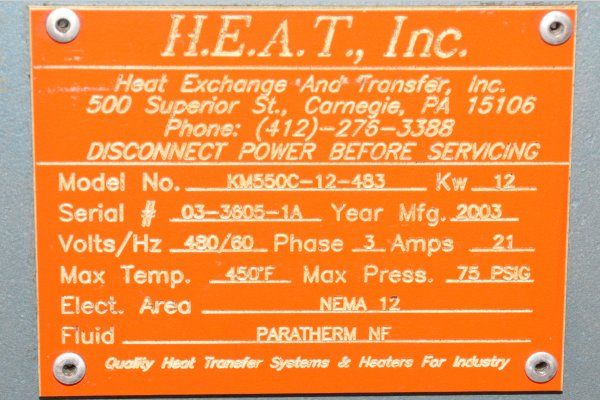 H.E.A.T., Inc.
Heat Exchange "And" Transfer, Inc.
500 Superior St., Carnegie, PA 15106
Phone: (412)-276-3388
DISCONNECT POWER BEFORE SERVICING
Model No. KM550C-12-483 Kw 12
Serial # 03-3605-1A Year Mfg. 2003
Volts/Hz 480/60 Phase 3 Amps 21
Max Temp. 450°F Max Press. 75 PSIG
Elect. Area NEMA 12
Fluid PARATHERM NF
Quality Heat Transfer Systems & Heaters For Industry